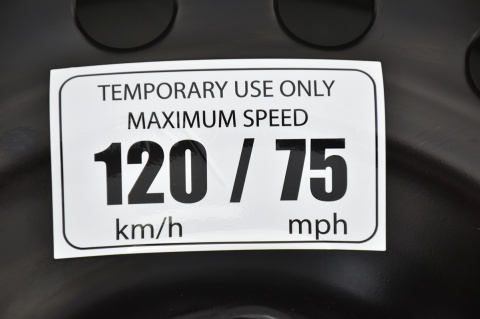 TEMPORARY USE ONLY
MAXIMUM SPEED
120 / 75
km/h mph